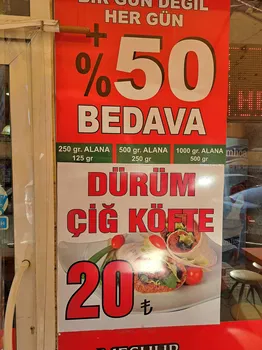 BİR GÜN DEĞİL
HER GÜN
+
%50
BEDAVA
250 gr. ALANA
125 gr
500 gr. ALANA
250 gr
1000 gr. ALANA
500 gr
DÜRÜM
ÇİĞ KÖFTE
20 ₺